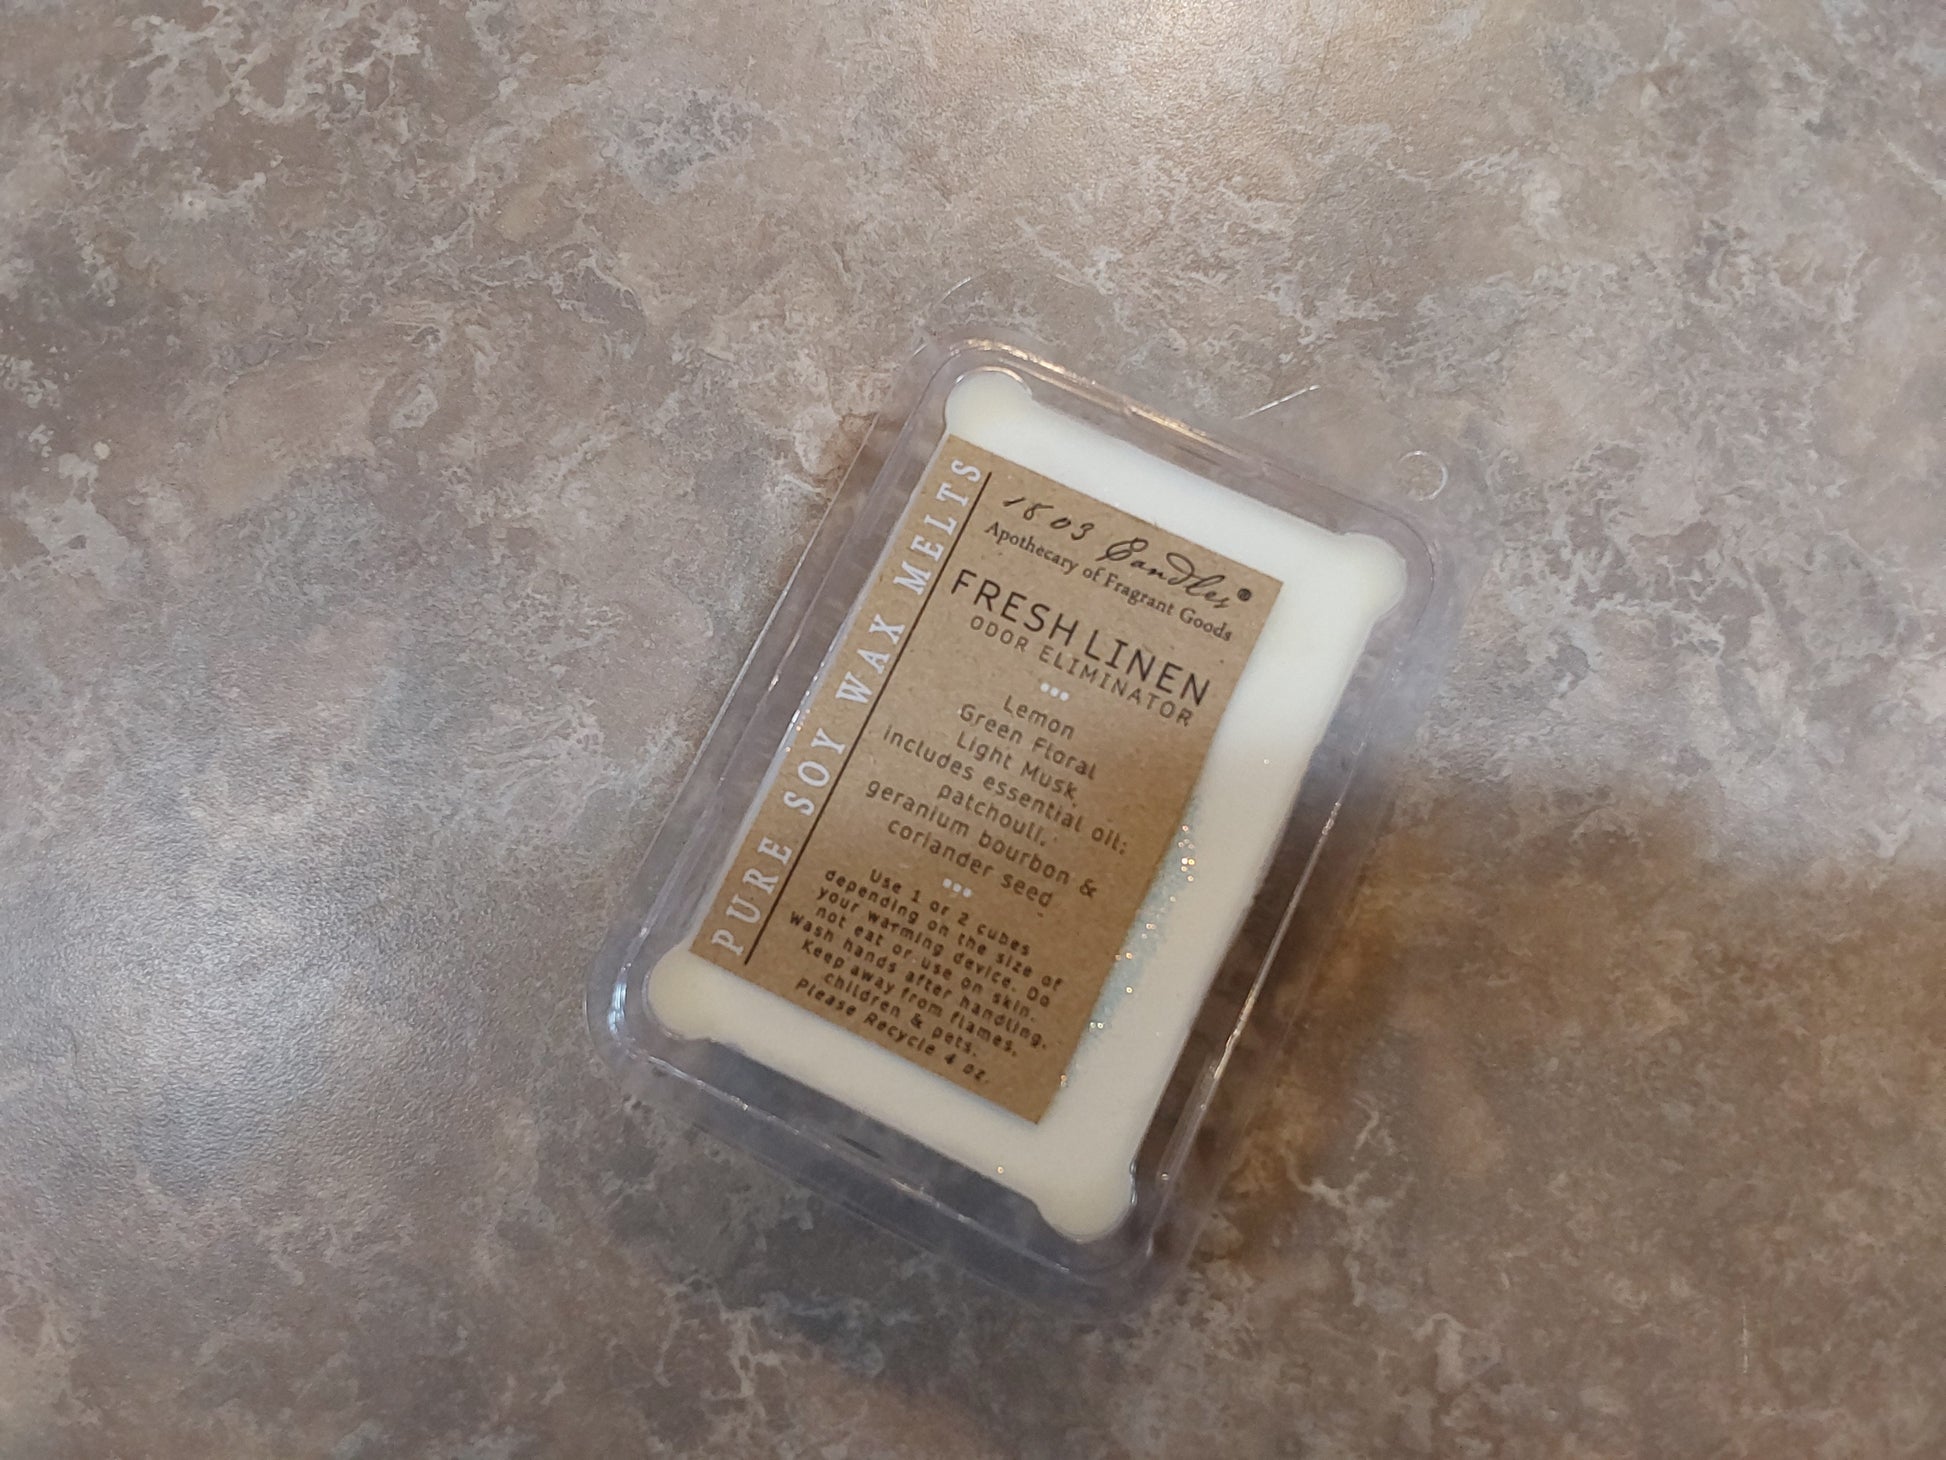 PURE SOY WAX MELTS
1803 Candles®
Apothecary of Fragrant Goods
FRESH LINEN
ODOR ELIMINATOR
Lemon
Green Floral
Light Musk
includes essential oil:
patchouli,
geranium bourbon &
coriander seed
Use 1 or 2 cubes
depending on the size of
your warming device. Do
not eat or use on skin.
Wash hands after handling.
Keep away from flames,
children & pets.
Please Recycle 4 oz.